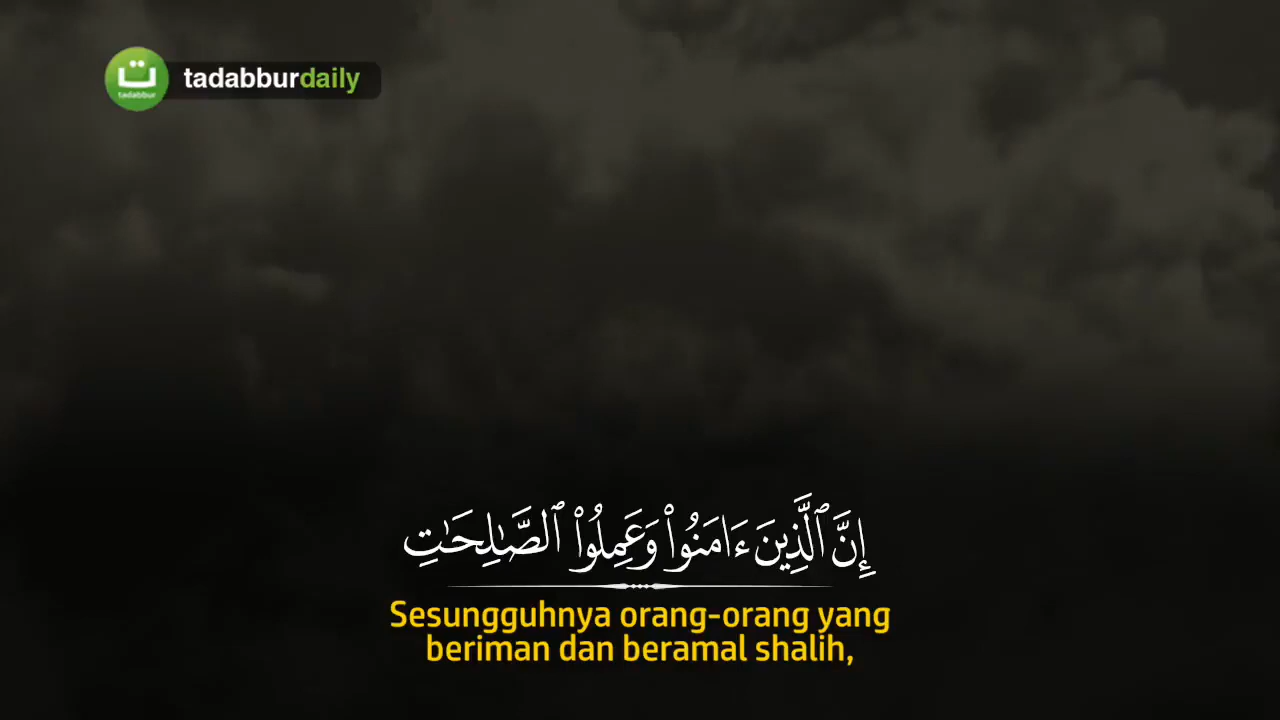 ت
tadabbur
tadabburdaily
إِنَّ ٱلَّذِينَ ءَامَنُوا۟ وَعَمِلُوا۟ ٱلصَّـٰلِحَـٰتِ
Sesungguhnya orang-orang yang
beriman dan beramal shalih,